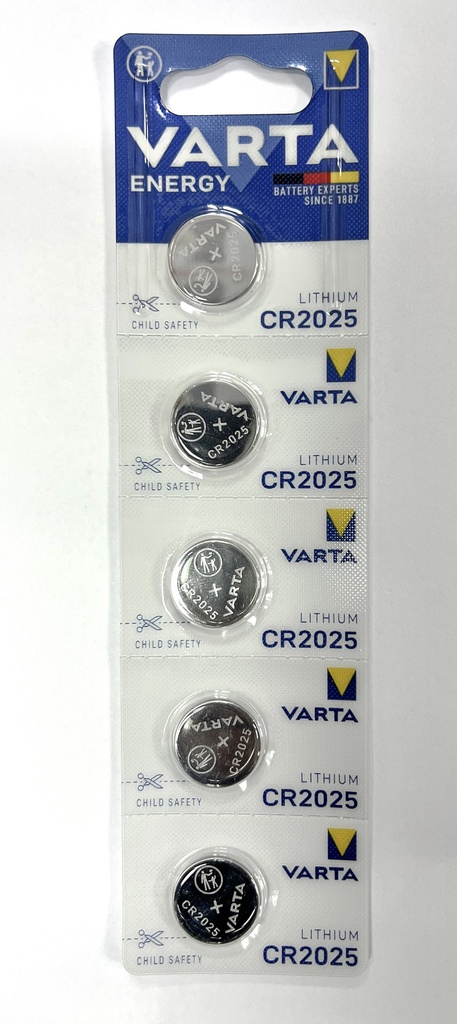 VARTA
ENERGY
BATTERY EXPERTS
SINCE 1887
VARTA
+
CR2025
LITHIUM
CR2025
CHILD SAFETY
VARTA
VARTA
+
CR2025
LITHIUM
CR2025
CHILD SAFETY
VARTA
+
VARTA
CR2025
LITHIUM
CR2025
CHILD SAFETY
VARTA
VARTA
+
CR2025
LITHIUM
CR2025
CHILD SAFETY
VARTA
+
VARTA
CR2025
LITHIUM
CR2025
CHILD SAFETY